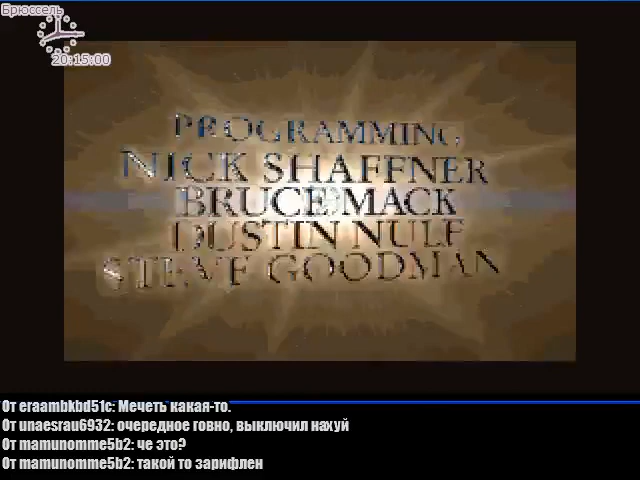 Брюссель
20:15:00
PROGRAMMING
NICK SHAFFNER
BRUCE MACK
DUSTIN NULF
STEVE GOODMAN
От eraambkbd51c: Мечеть какая-то.
От unaesrau6932: очередное говно, выключил нахуй
От mamunomme5b2: че это?
От mamunomme5b2: такой то зарифлен